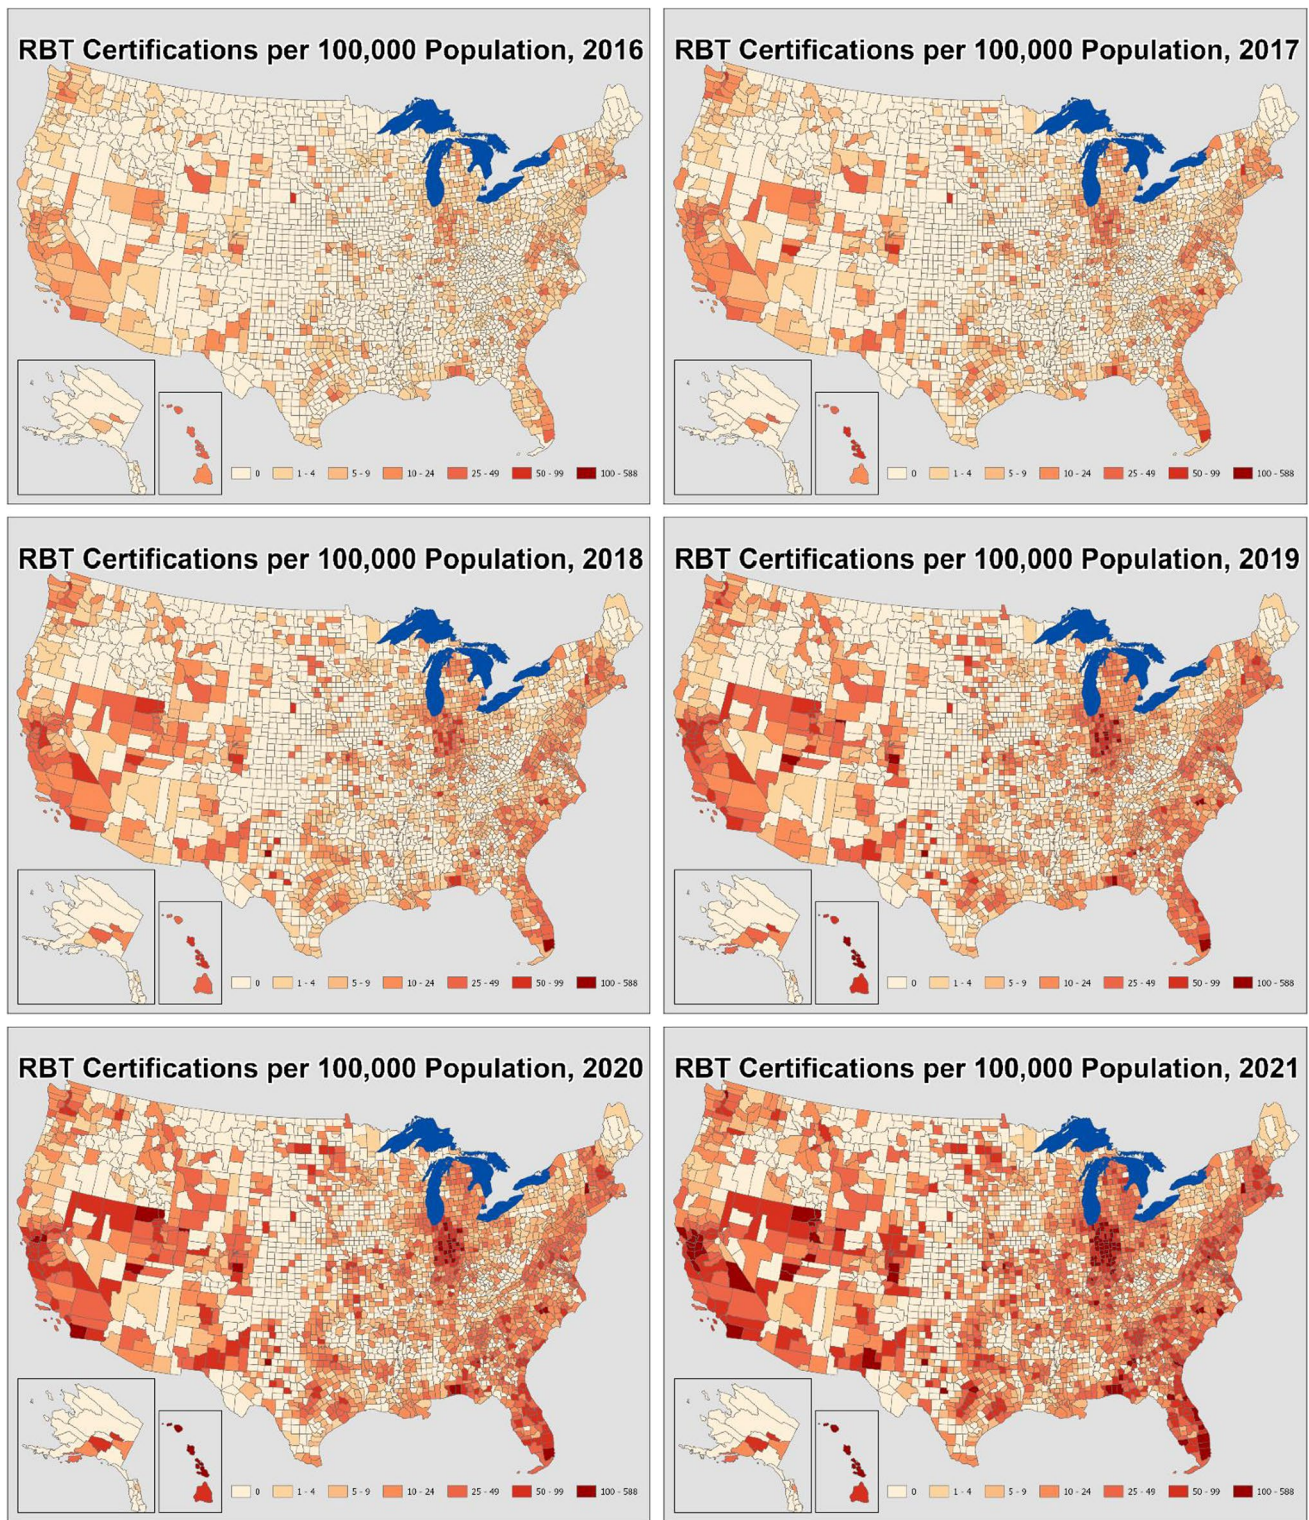 RBT Certifications per 100,000 Population, 2016
0 1 - 4 5 - 9 10 - 24 25 - 49 50 - 99 100 - 588
RBT Certifications per 100,000 Population, 2017
0 1 - 4 5 - 9 10 - 24 25 - 49 50 - 99 100 - 588
RBT Certifications per 100,000 Population, 2018
0 1 - 4 5 - 9 10 - 24 25 - 49 50 - 99 100 - 588
RBT Certifications per 100,000 Population, 2019
0 1 - 4 5 - 9 10 - 24 25 - 49 50 - 99 100 - 588
RBT Certifications per 100,000 Population, 2020
0 1 - 4 5 - 9 10 - 24 25 - 49 50 - 99 100 - 588
RBT Certifications per 100,000 Population, 2021
0 1 - 4 5 - 9 10 - 24 25 - 49 50 - 99 100 - 588